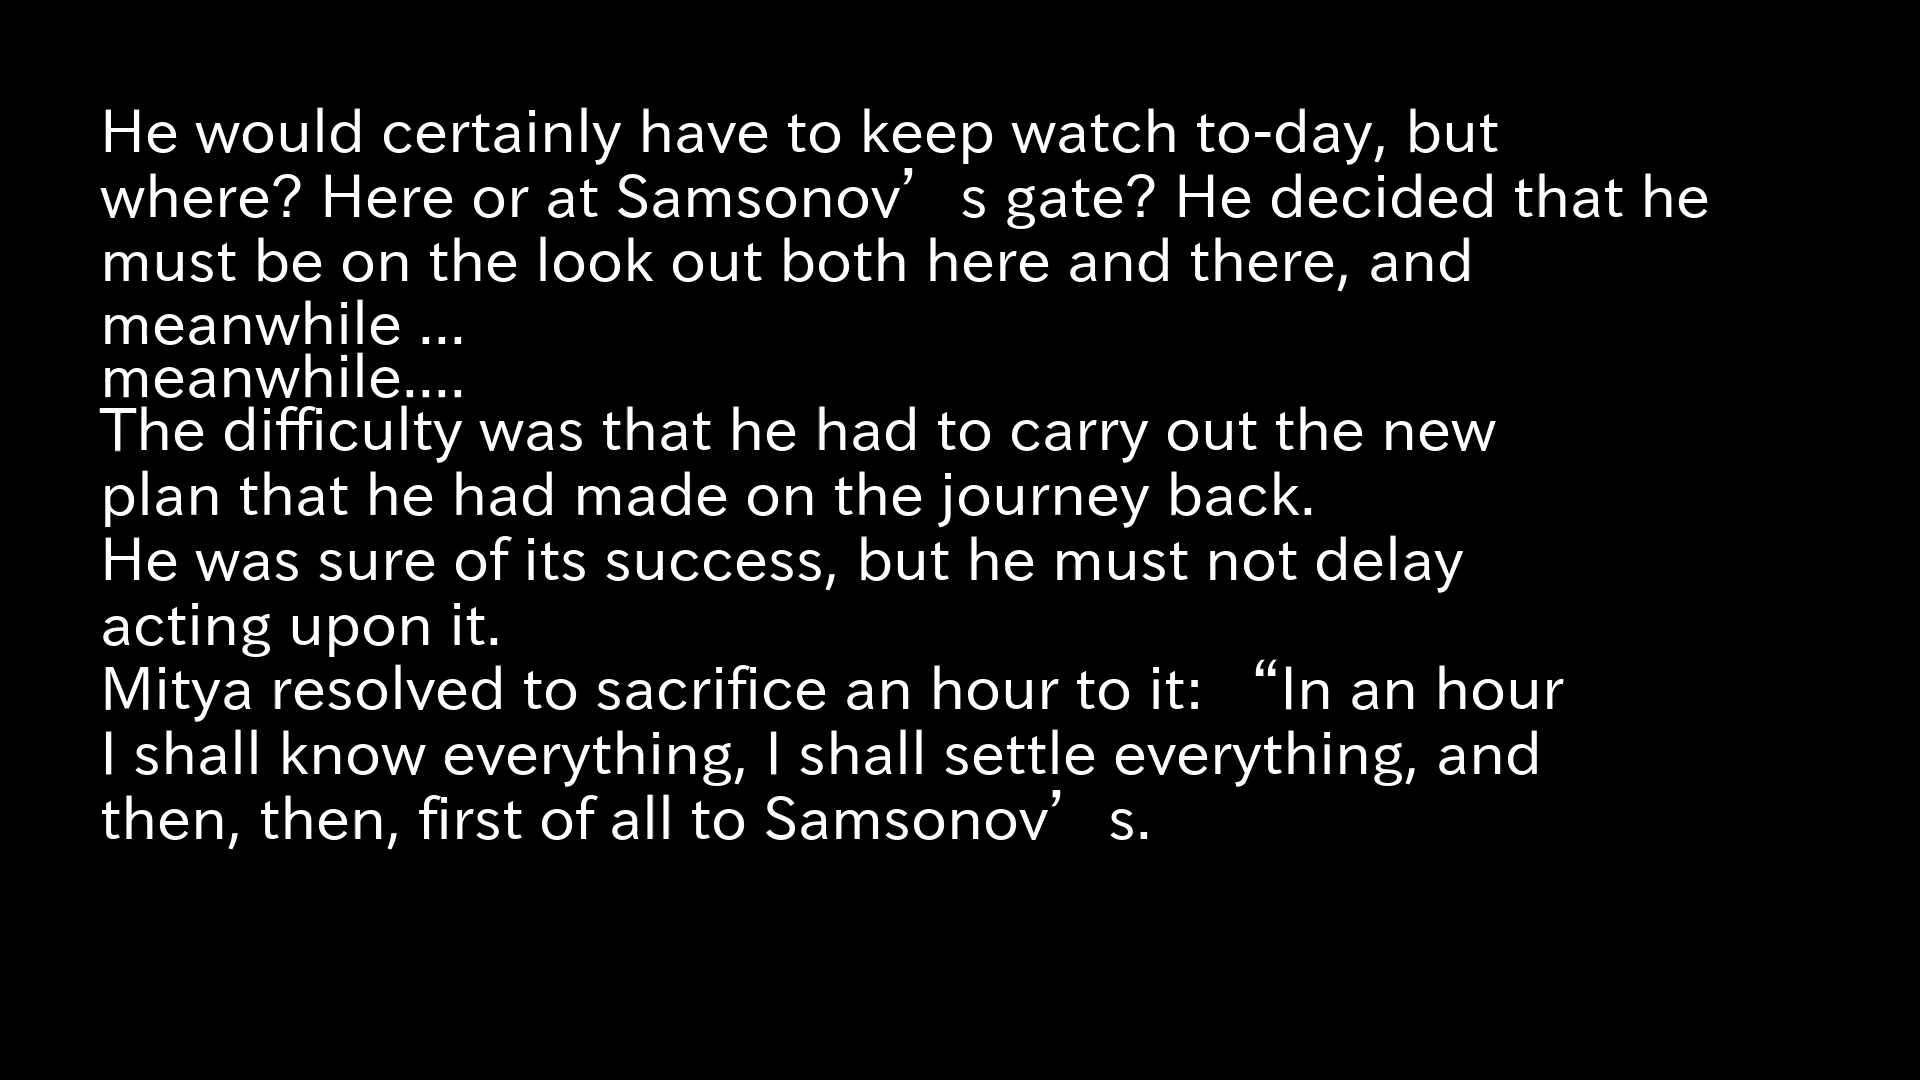 He would certainly have to keep watch to-day, but
where? Here or at Samsonov’s gate? He decided that he
must be on the look out both here and there, and
meanwhile ...
meanwhile....
The difficulty was that he had to carry out the new
plan that he had made on the journey back.
He was sure of its success, but he must not delay
acting upon it.
Mitya resolved to sacrifice an hour to it: “In an hour
I shall know everything, I shall settle everything, and
then, then, first of all to Samsonov’s.